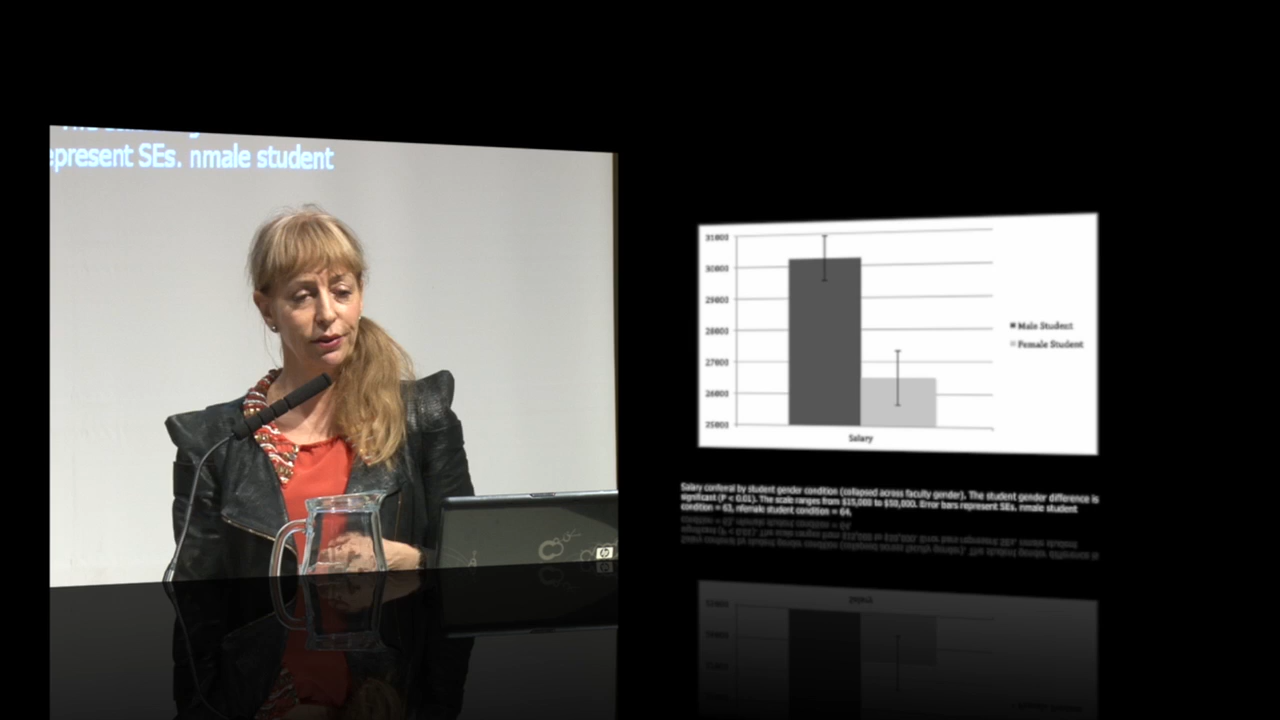 epresent SEs. nmale student
31000
30000
29000
28000
27000
26000
25000
Male Student
Female Student
Salary
Salary conferral by student gender condition (collapsed across faculty gender). The student gender difference is
significant (P < 0.01). The scale ranges from $15,000 to $50,000. Error bars represent SEs. nmale student
condition = 63, nfemale student condition = 64.
hp